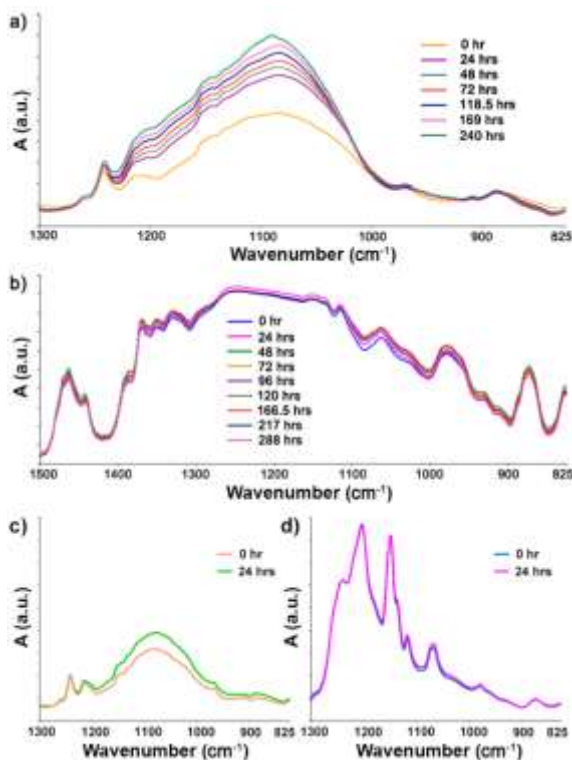 a)
A (a.u.)
0 hr
24 hrs
48 hrs
72 hrs
118.5 hrs
169 hrs
240 hrs
1300 1200 1100 1000 900 825
Wavenumber (cm⁻¹)
b)
A (a.u.)
0 hr
24 hrs
48 hrs
72 hrs
96 hrs
120 hrs
166.5 hrs
217 hrs
288 hrs
1500 1400 1300 1200 1100 1000 900 825
Wavenumber (cm⁻¹)
c)
A (a.u.)
0 hr
24 hrs
1300 1200 1100 1000 900 825
Wavenumber (cm⁻¹)
d)
A (a.u.)
0 hr
24 hrs
1300 1200 1100 1000 900 825
Wavenumber (cm⁻¹)